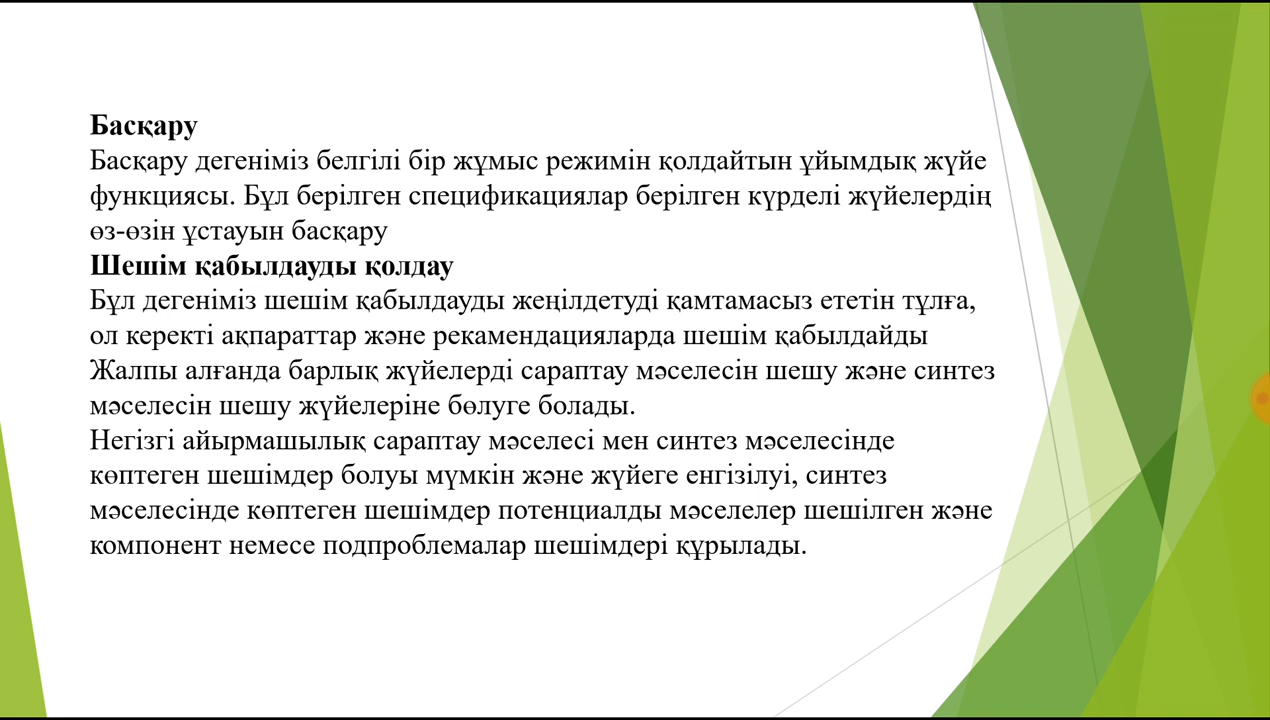 Басқару
Басқару дегеніміз белгілі бір жұмыс режимін қолдайтын ұйымдық жүйе
функциясы. Бұл берілген спецификациялар берілген күрделі жүйелердің
өз-өзін ұстауын басқару
Шешім қабылдауды қолдау
Бұл дегеніміз шешім қабылдауды жеңілдетуді қамтамасыз ететін тұлға,
ол керекті ақпараттар және рекамендацияларда шешім қабылдайды
Жалпы алғанда барлық жүйелерді сараптау мәселесін шешу және синтез
мәселесін шешу жүйелеріне бөлуге болады.
Негізгі айырмашылық сараптау мәселесі мен синтез мәселесінде
көптеген шешімдер болуы мүмкін және жүйеге енгізілуі, синтез
мәселесінде көптеген шешімдер потенциалды мәселелер шешілген және
компонент немесе подпроблемалар шешімдері құрылады.